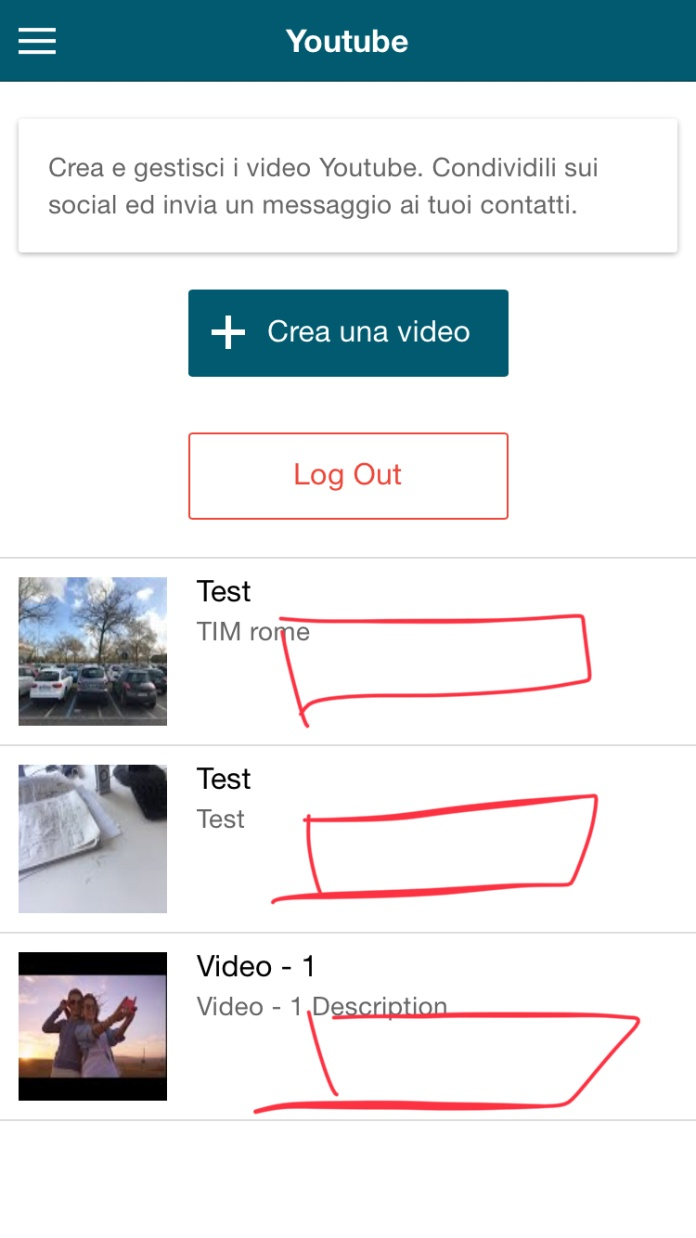 Youtube
Crea e gestisci i video Youtube. Condividili sui
social ed invia un messaggio ai tuoi contatti.
Crea una video
Log Out
Test
TIM rome
Test
Test
Video - 1
Video - 1 Description